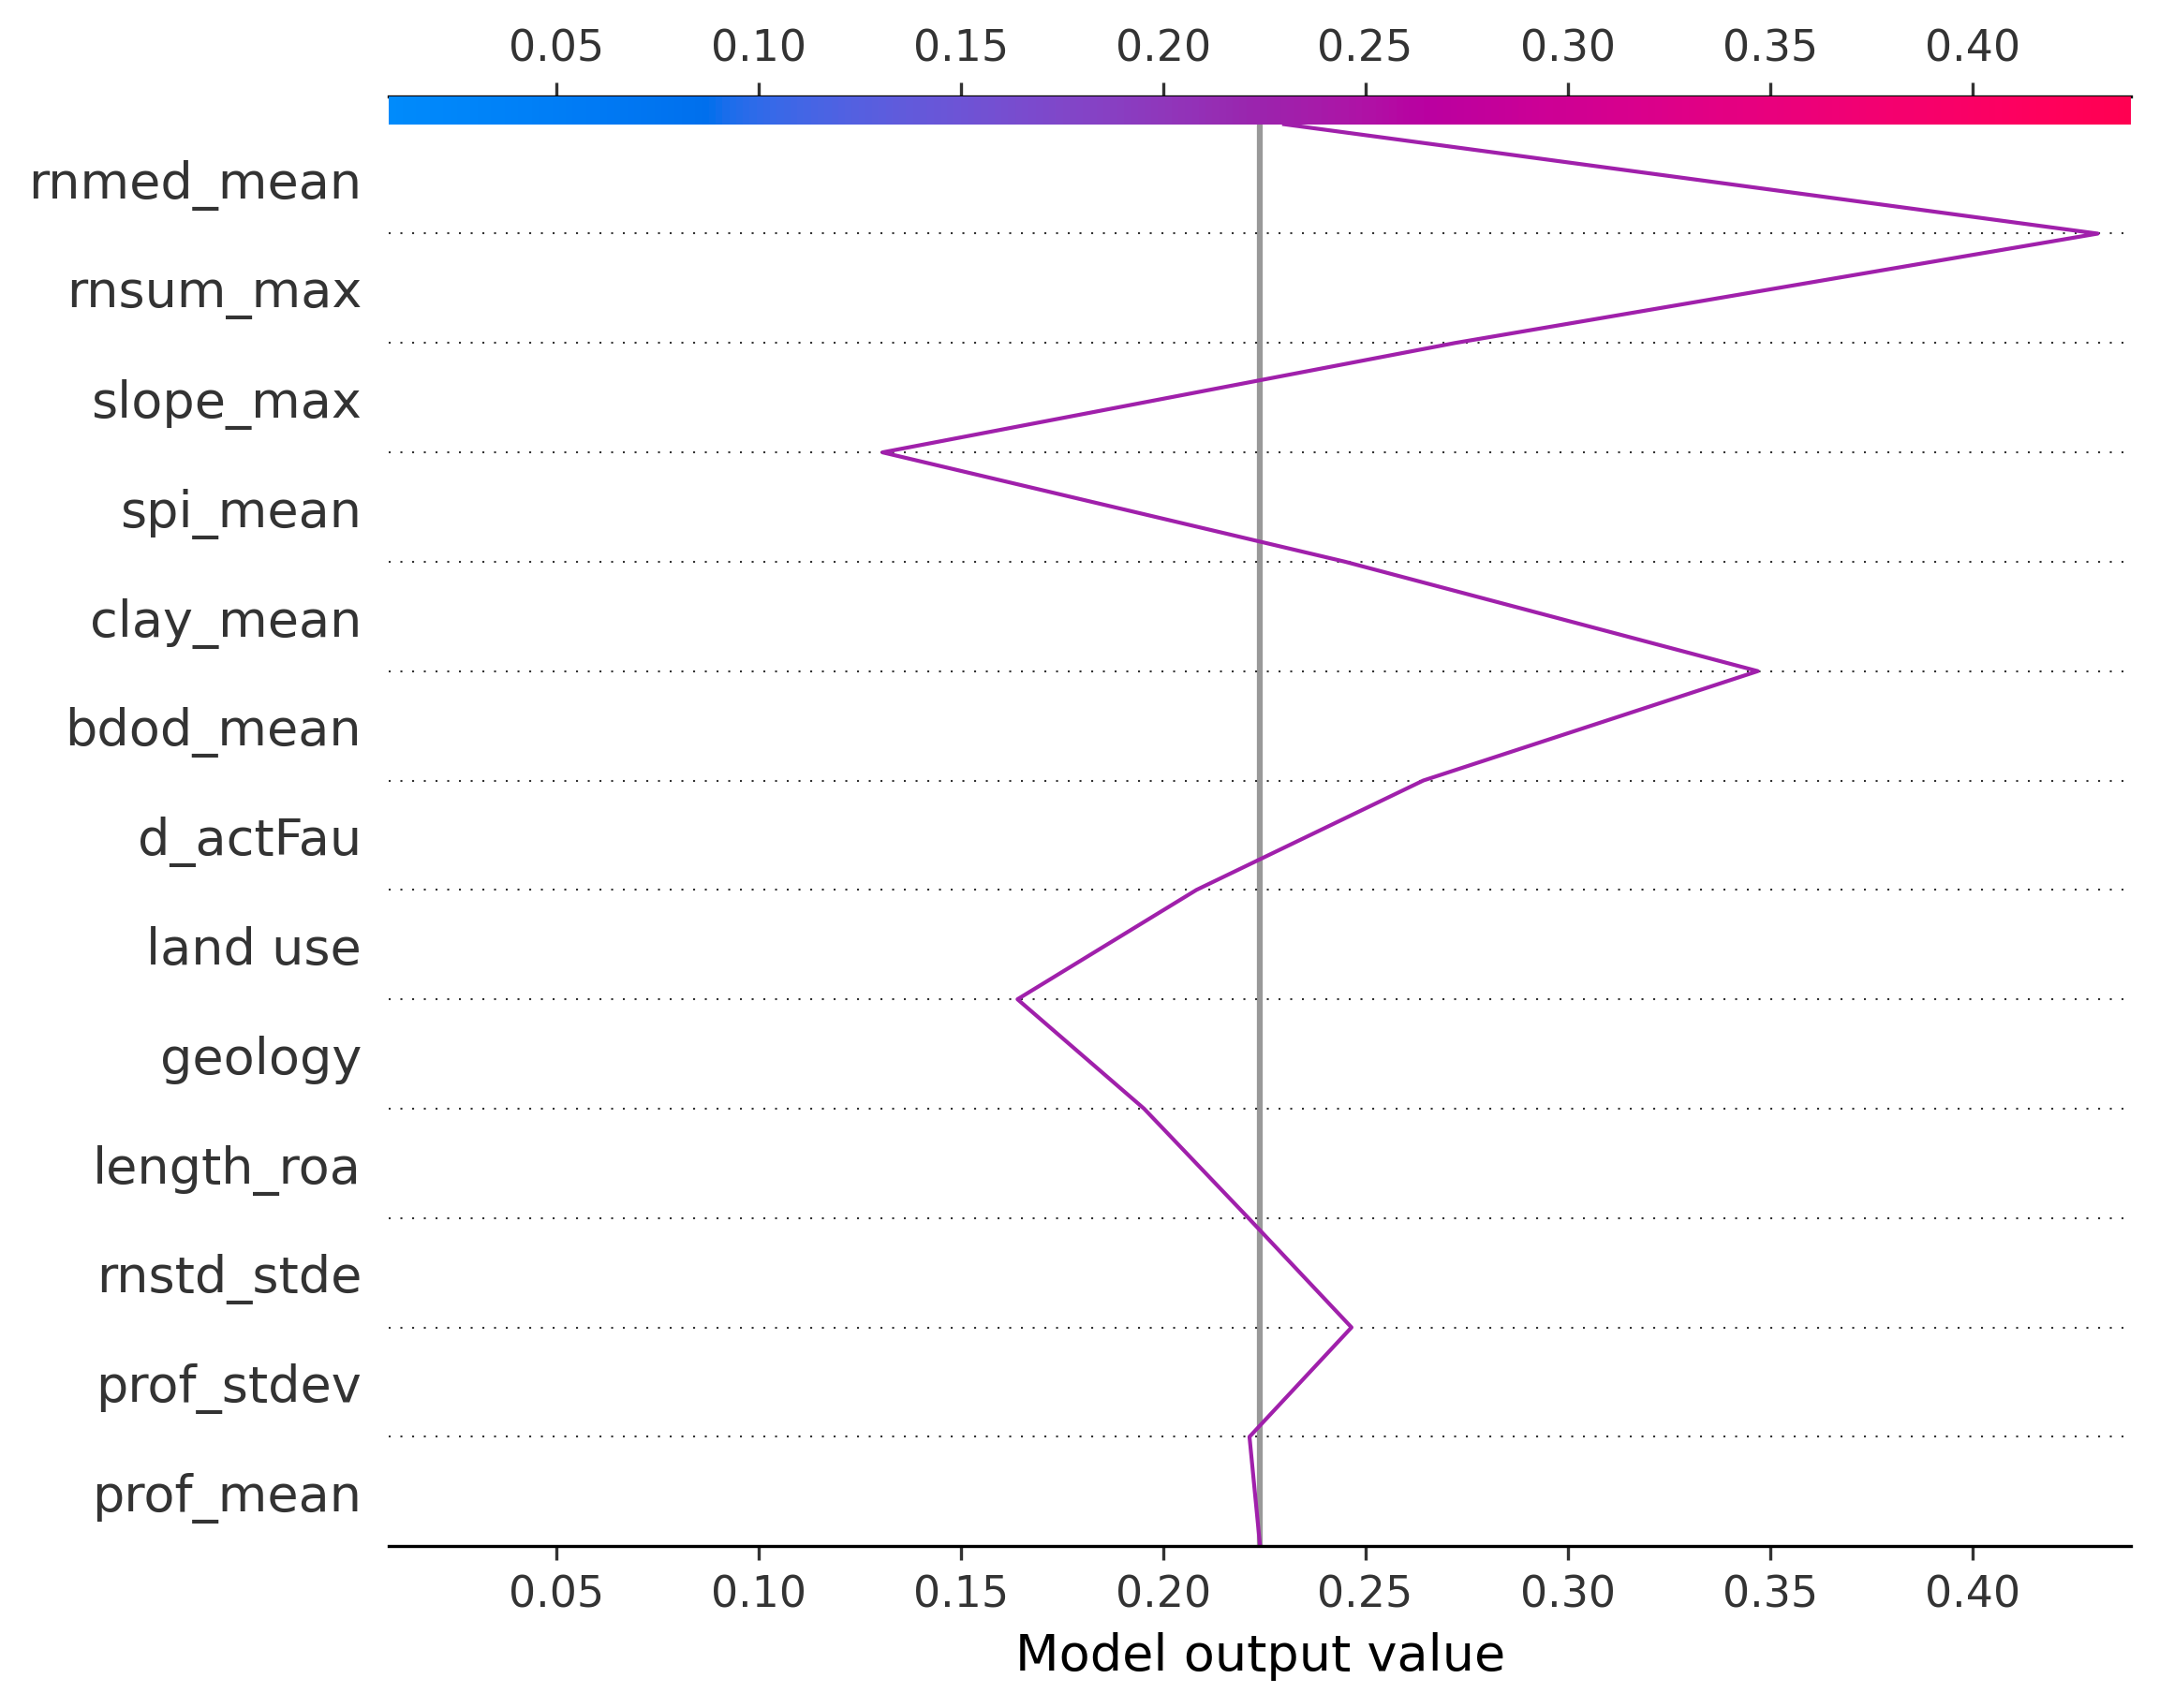 0.05 0.10 0.15 0.20 0.25 0.30 0.35 0.40
rnmed_mean
rnsum_max
slope_max
spi_mean
clay_mean
bdod_mean
d_actFau
land use
geology
length_roa
rnstd_stde
prof_stdev
prof_mean
0.05 0.10 0.15 0.20 0.25 0.30 0.35 0.40
Model output value